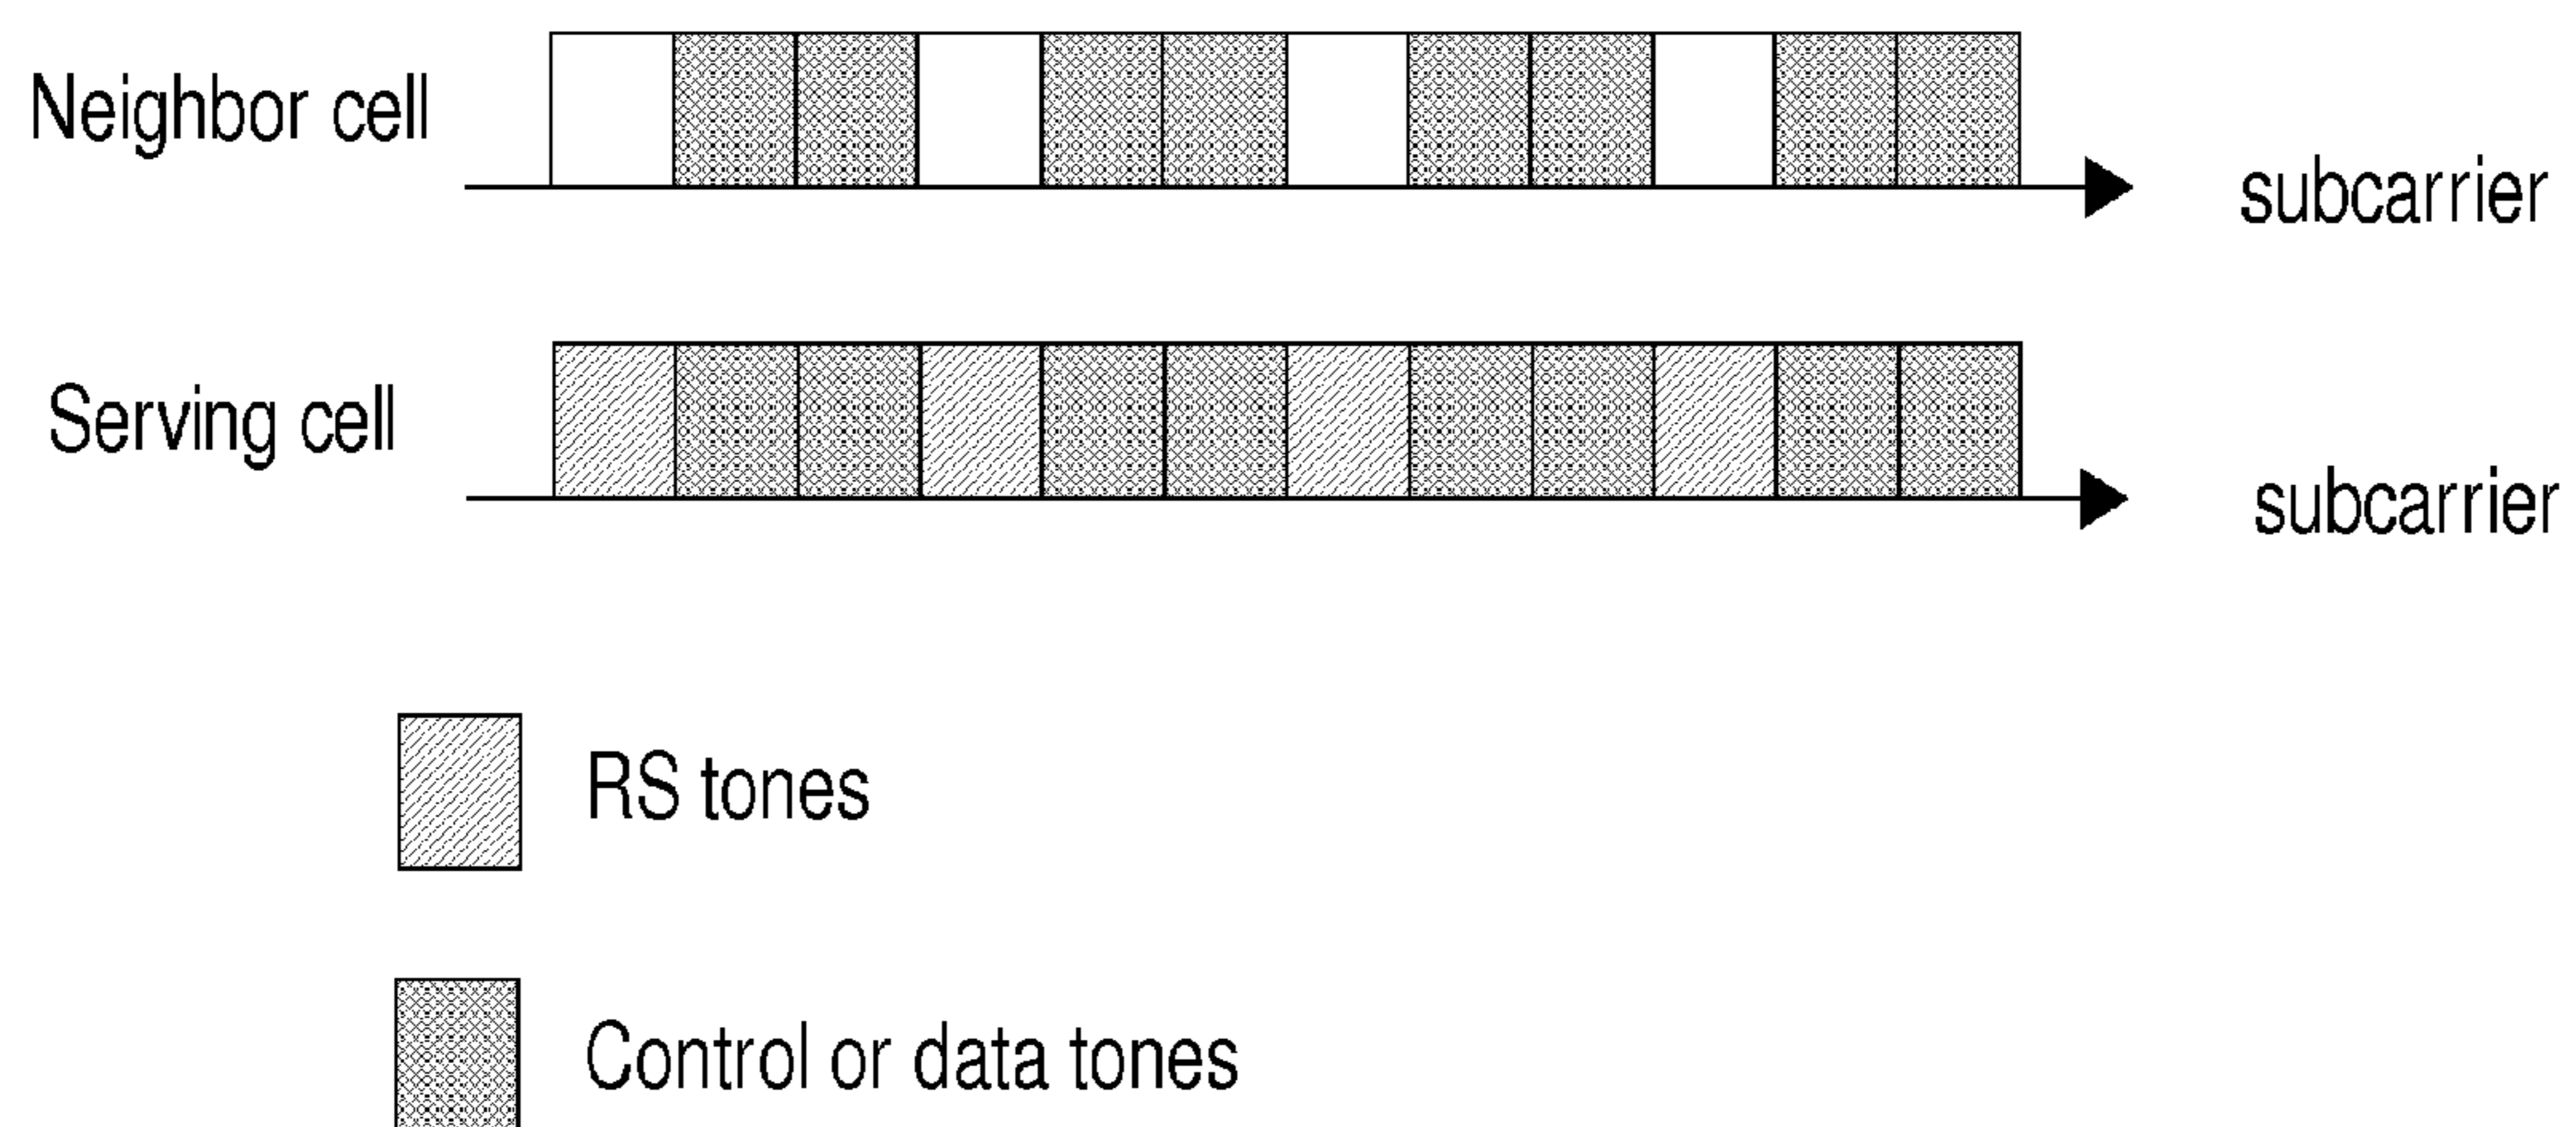 Neighbor cell
subcarrier
Serving cell
subcarrier
RS tones
Control or data tones